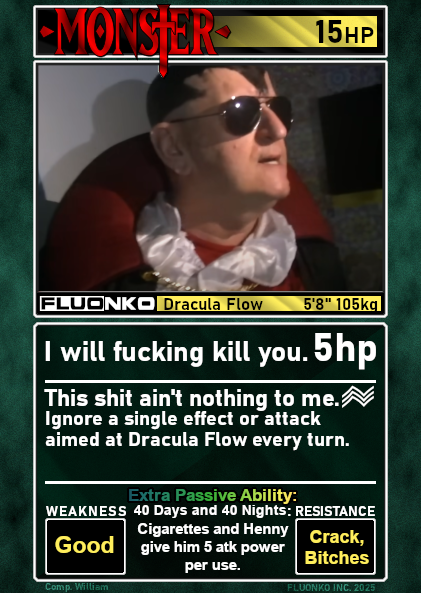 MONSTER
15HP
FLUONKO Dracula Flow 5'8" 105kg
I will fucking kill you. 5hp
This shit ain't nothing to me.
Ignore a single effect or attack
aimed at Dracula Flow every turn.
Extra Passive Ability:
WEAKNESS
Good
40 Days and 40 Nights:
Cigarettes and Henny
give him 5 atk power
per use.
RESISTANCE
Crack,
Bitches
Comp. William
FLUONKO INC. 2025